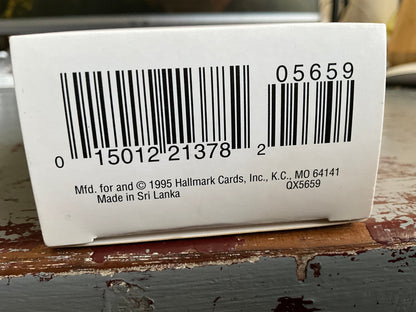 05659
0 15012 21378 2
Mfd. for and © 1995 Hallmark Cards, Inc., K.C., MO 64141
Made in Sri Lanka QX5659